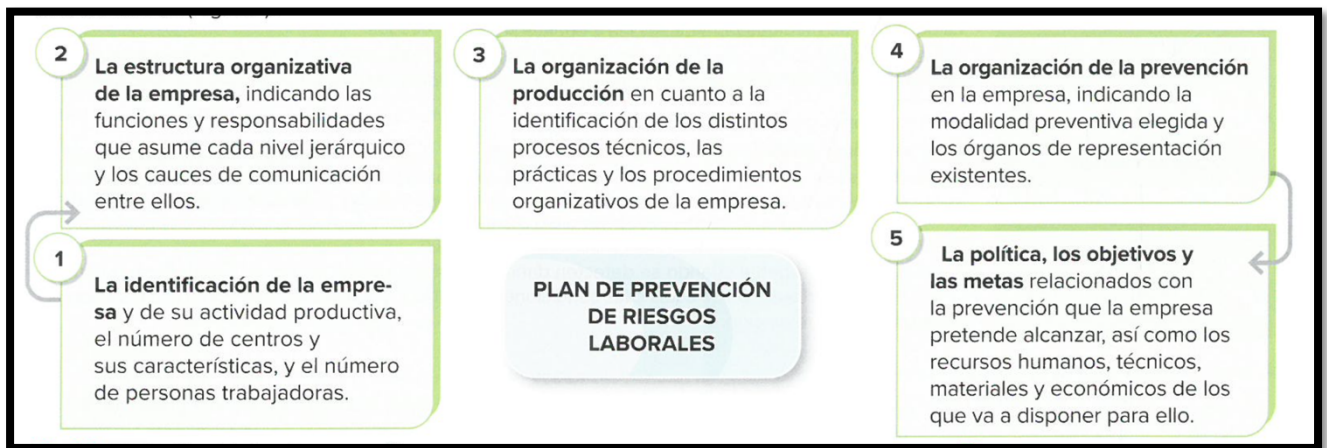 2
La estructura organizativa
de la empresa, indicando las
funciones y responsabilidades
que asume cada nivel jerárquico
y los cauces de comunicación
entre ellos.
3
La organización de la
producción en cuanto a la
identificación de los distintos
procesos técnicos, las
prácticas y los procedimientos
organizativos de la empresa.
4
La organización de la prevención
en la empresa, indicando la
modalidad preventiva elegida y
los órganos de representación
existentes.
1
La identificación de la empre-
sa y de su actividad productiva,
el número de centros y
sus características, y el número
de personas trabajadoras.
PLAN DE PREVENCIÓN
DE RIESGOS
LABORALES
5
La política, los objetivos y
las metas relacionados con
la prevención que la empresa
pretende alcanzar, así como los
recursos humanos, técnicos,
materiales y económicos de los
que va a disponer para ello.